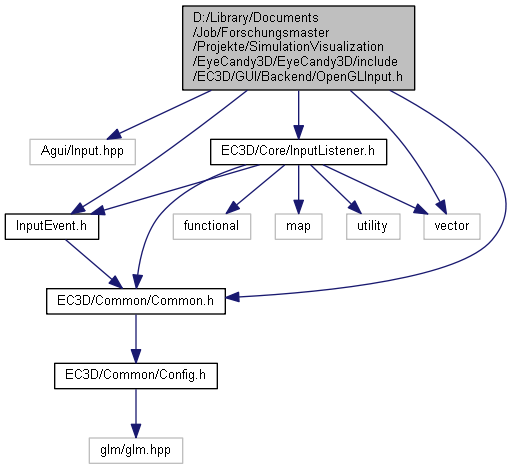 D:/Library/Documents
/Job/Forschungsmaster
/Projekte/SimulationVisualization
/EyeCandy3D/EyeCandy3D/include
/EC3D/GUI/Backend/OpenGLInput.h
Agui/Input.hpp
EC3D/Core/InputListener.h
InputEvent.h
functional
map
utility
vector
EC3D/Common/Common.h
EC3D/Common/Config.h
glm/glm.hpp